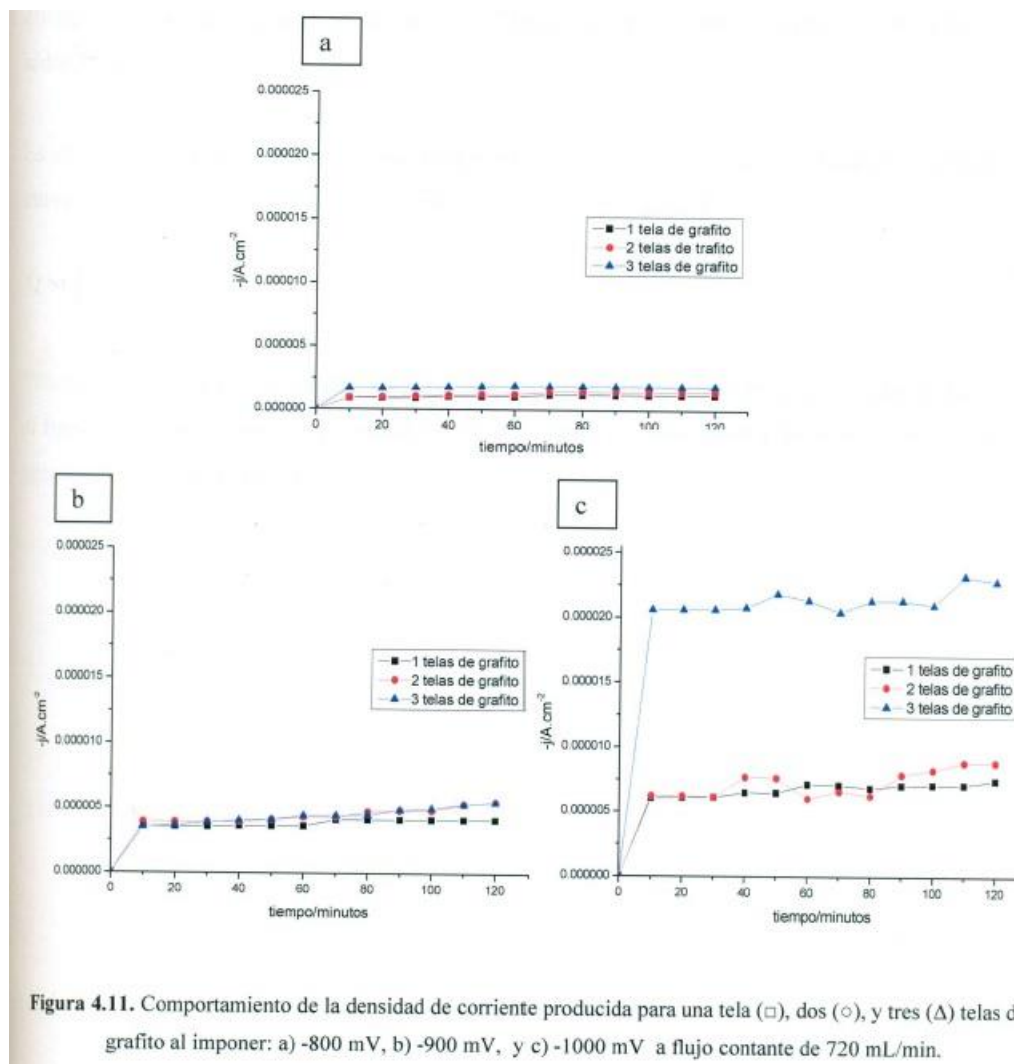 a
0.000025
0.000020
0.000015
0.000010
0.000005
0.000000
-j/A.cm-2
1 tela de grafito
2 telas de trafito
3 telas de grafito
0 20 40 60 80 100 120
tiempo/minutos
b
0.000025
0.000020
0.000015
0.000010
0.000005
0.000000
-j/A.cm-2
1 telas de grafito
2 telas de grafito
3 telas de grafito
0 20 40 60 80 100 120
tiempo/minutos
c
0.000025
0.000020
0.000015
0.000010
0.000005
0.000000
-j/A.cm-2
1 telas de grafito
2 telas de grafito
3 telas de grafito
0 20 40 60 80 100 120
tiempo/minutos
Figura 4.11. Comportamiento de la densidad de corriente producida para una tela (□), dos (○), y tres (Δ) telas d
grafito al imponer: a) -800 mV, b) -900 mV, y c) -1000 mV a flujo contante de 720 mL/min.